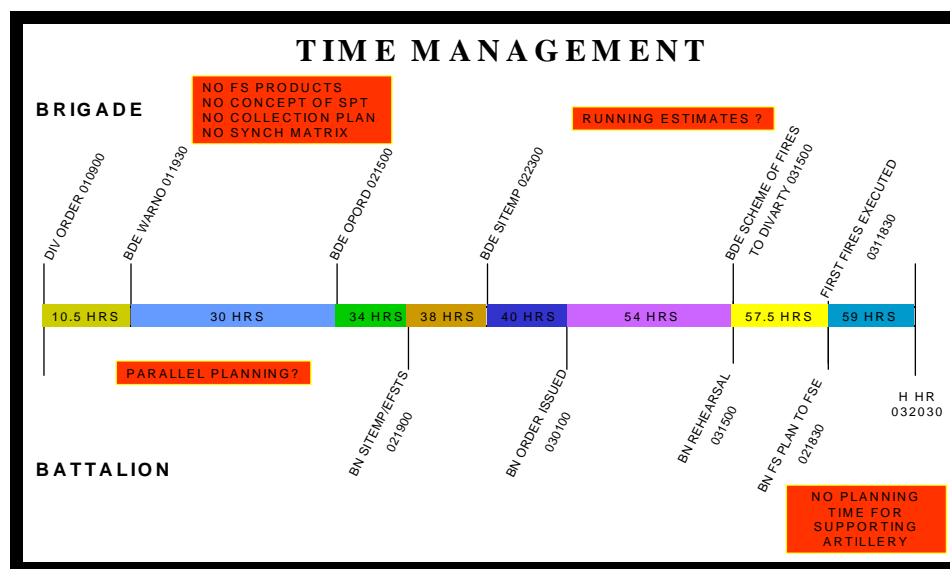 TIME MANAGEMENT
BRIGADE
NO FS PRODUCTS
NO CONCEPT OF SPT
NO COLLECTION PLAN
NO SYNCH MATRIX
RUNNING ESTIMATES ?
DIV ORDER 010900
BDE WARNO 011930
BDE OPORD 021500
BDE SITEMP 022300
BDE SCHEME OF FIRES
TO DIVARTY 031500
FIRST FIRES EXECUTED
0311830
10.5 HRS
30 HRS
34 HRS
38 HRS
40 HRS
54 HRS
57.5 HRS
59 HRS
PARALLEL PLANNING?
BN SITEMP/EFSTS
021900
BN ORDER ISSUED
030100
BN REHEARSAL
031500
BN FS PLAN TO FSE
021830
H HR
032030
BATTALION
NO PLANNING
TIME FOR
SUPPORTING
ARTILLERY